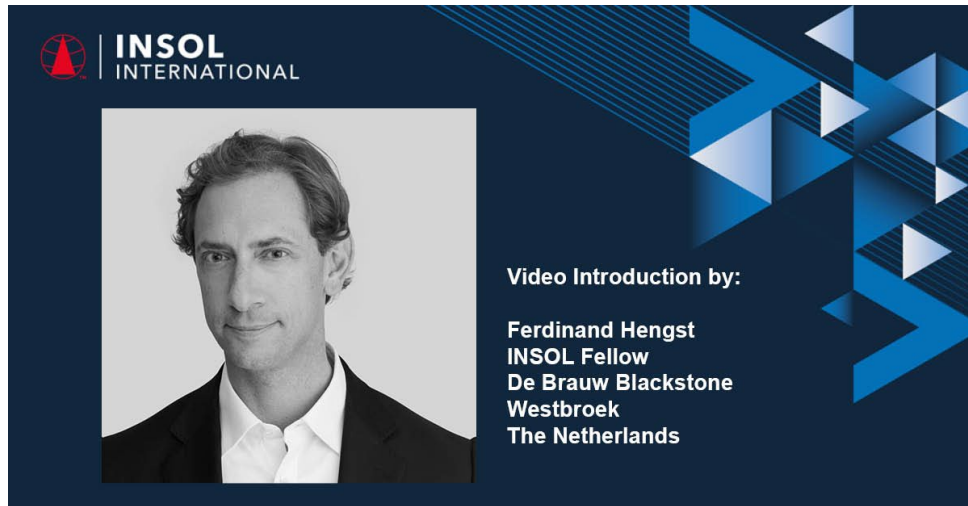 INSOL
INTERNATIONAL
Video Introduction by:
Ferdinand Hengst
INSOL Fellow
De Brauw Blackstone
Westbroek
The Netherlands